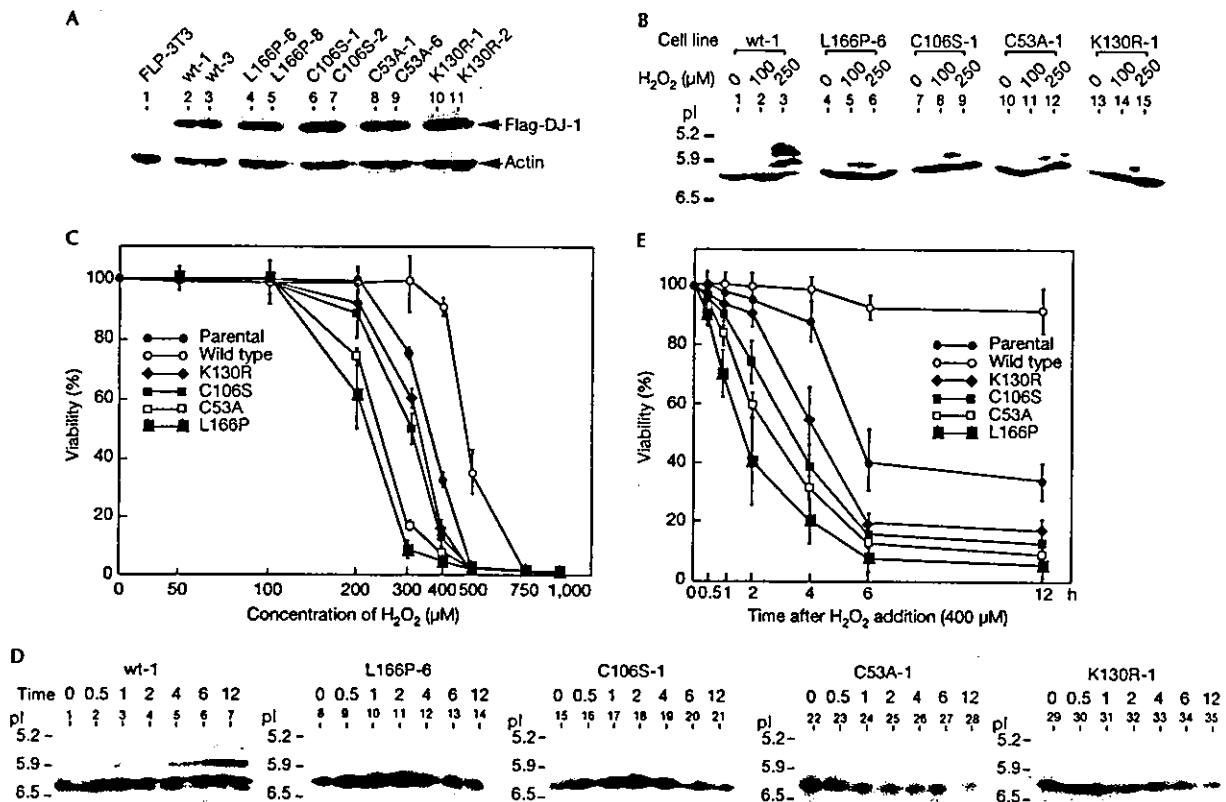 A
FLP-3T3
wt-1
wt-3
L166P-6
L166P-8
C106S-1
C106S-2
C53A-1
C53A-6
K130R-1
K130R-2
1 2 3 4 5 6 7 8 9 10 11
Flag-DJ-1
Actin
B
Cell line wt-1 L166P-6 C106S-1 C53A-1 K130R-1
H2O2 (µM) 0 100 250 0 100 250 0 100 250 0 100 250 0 100 250
1 2 3 4 5 6 7 8 9 10 11 12 13 14 15
pI
5.2
5.9
6.5
C
Viability (%)
100
80
60
40
20
0
Parental
Wild type
K130R
C106S
C53A
L166P
0 50 100 200 300 400 500 750 1,000
Concentration of H2O2 (µM)
E
Viability (%)
100
80
60
40
20
0
Parental
Wild type
K130R
C106S
C53A
L166P
0 0.5 1 2 4 6 12 h
Time after H2O2 addition (400 µM)
D
wt-1 L166P-6 C106S-1 C53A-1 K130R-1
Time 0 0.5 1 2 4 6 12 0 0.5 1 2 4 6 12 0 0.5 1 2 4 6 12 0 0.5 1 2 4 6 12 0 0.5 1 2 4 6 12
pI 1 2 3 4 5 6 7 pI 8 9 10 11 12 13 14 pI 15 16 17 18 19 20 21 pI 22 23 24 25 26 27 28 pI 29 30 31 32 33 34 35
5.2 5.2 5.2 5.2 5.2
5.9 5.9 5.9 5.9 5.9
6.5 6.5 6.5 6.5 6.5